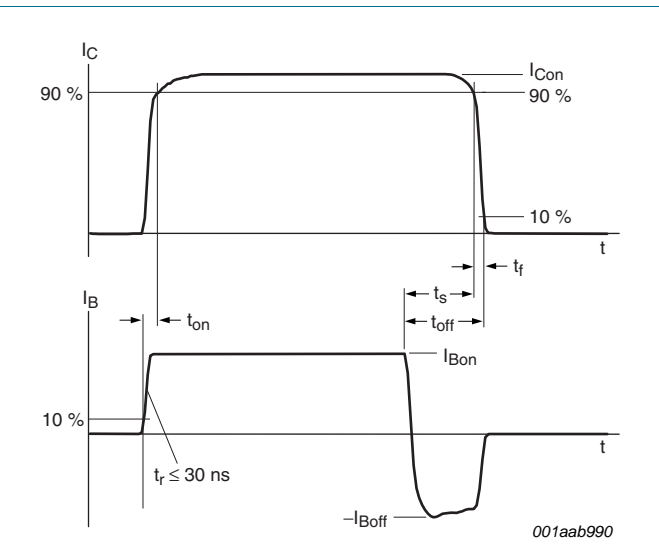 I_C
I_Con
90 %
90 %
10 %
t
t_f
t_s
I_B
t_on
t_off
I_Bon
10 %
t
t_r ≤ 30 ns
–I_Boff
001aab990